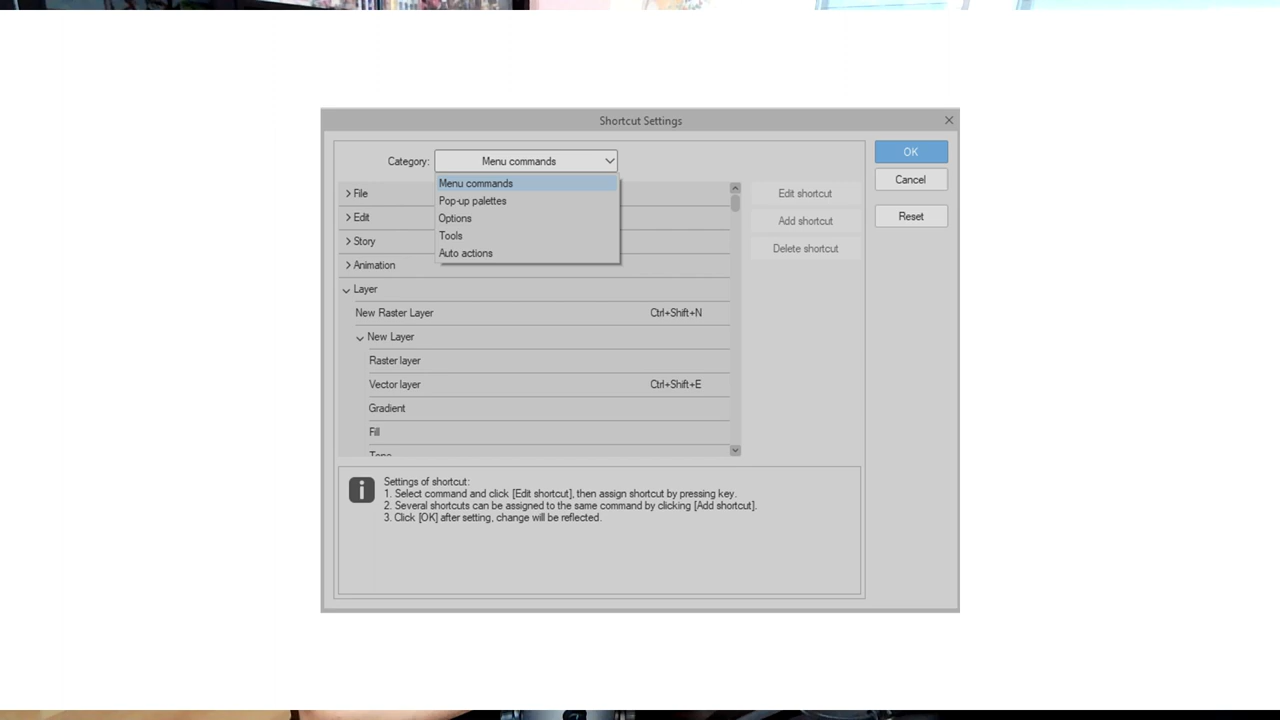 Shortcut Settings
Category: Menu commands
OK
Menu commands
Pop-up palettes
Options
Tools
Auto actions
Cancel
Reset
File
Edit
Story
Animation
Edit shortcut
Add shortcut
Delete shortcut
Layer
New Raster Layer Ctrl+Shift+N
New Layer
Raster layer
Vector layer Ctrl+Shift+E
Gradient
Fill
Settings of shortcut:
1. Select command and click [Edit shortcut], then assign shortcut by pressing key.
2. Several shortcuts can be assigned to the same command by clicking [Add shortcut].
3. Click [OK] after setting, change will be reflected.